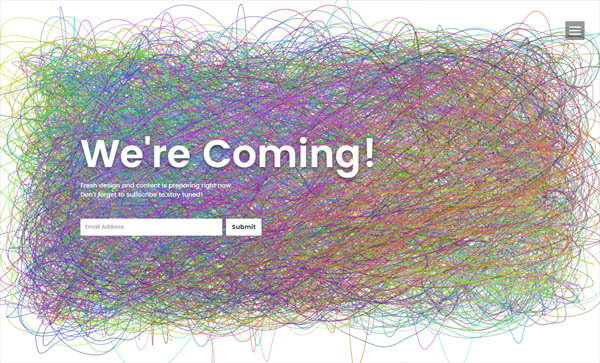 We're Coming!
Fresh design and content is preparing right now.
Don't forget to sulbscribe to stay tuned!
Email Address
Submit